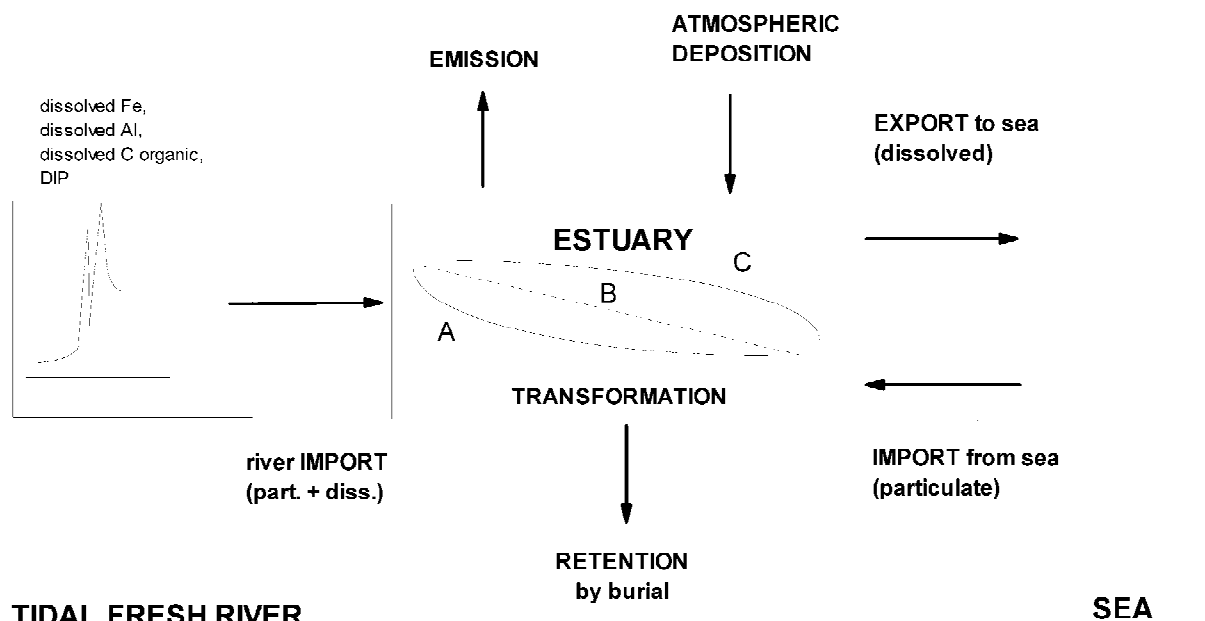 ATMOSPHERIC
DEPOSITION
EMISSION
dissolved Fe,
dissolved Al,
dissolved C organic,
DIP
EXPORT to sea
(dissolved)
ESTUARY
C
B
A
TRANSFORMATION
river IMPORT
(part. + diss.)
IMPORT from sea
(particulate)
RETENTION
by burial
TIDAL FRESH RIVER
SEA